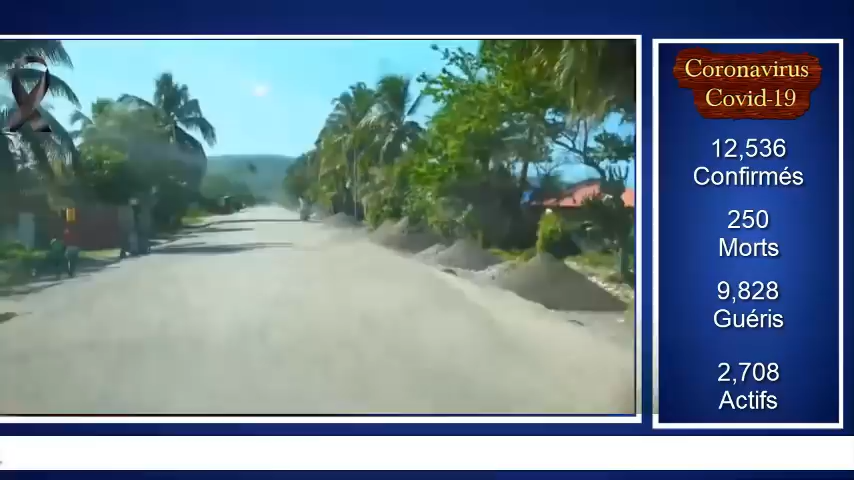 Coronavirus
Covid-19
12,536
Confirmés
250
Morts
9,828
Guéris
2,708
Actifs